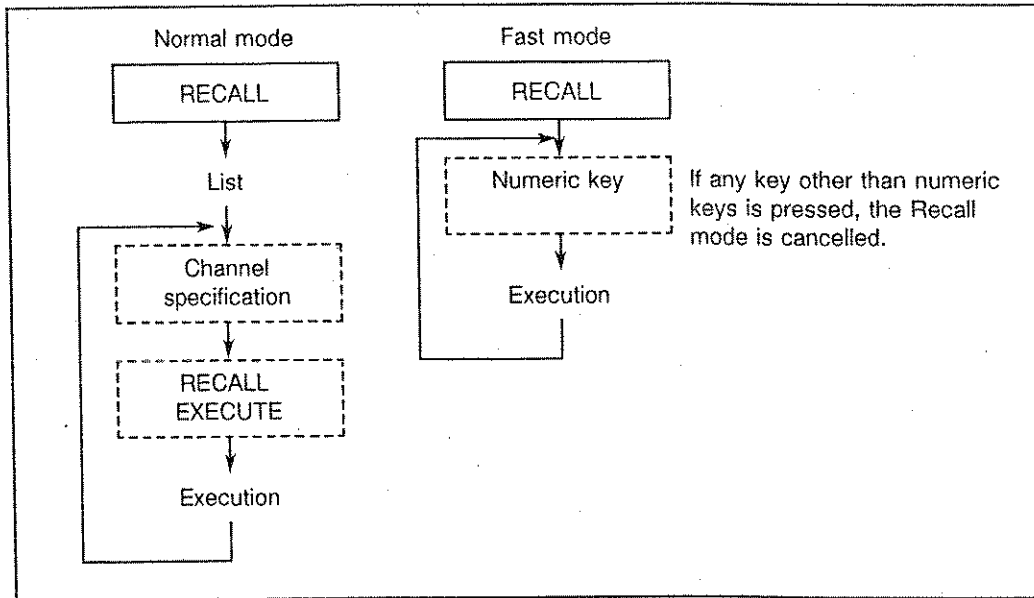 Normal mode
RECALL
List
Channel
specification
RECALL
EXECUTE
Execution
Fast mode
RECALL
Numeric key
If any key other than numeric
keys is pressed, the Recall
mode is cancelled.
Execution